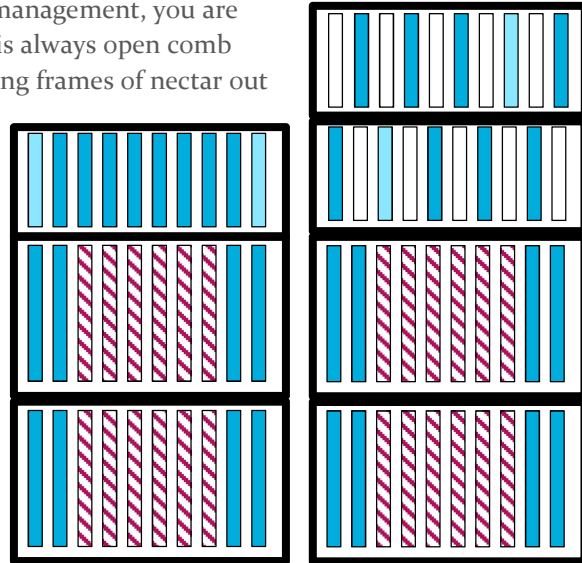 management, you are
is always open comb
ng frames of nectar out